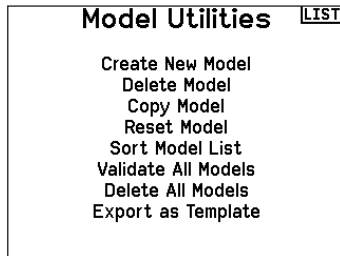 Model Utilities
LIST
Create New Model
Delete Model
Copy Model
Reset Model
Sort Model List
Validate All Models
Delete All Models
Export as Template